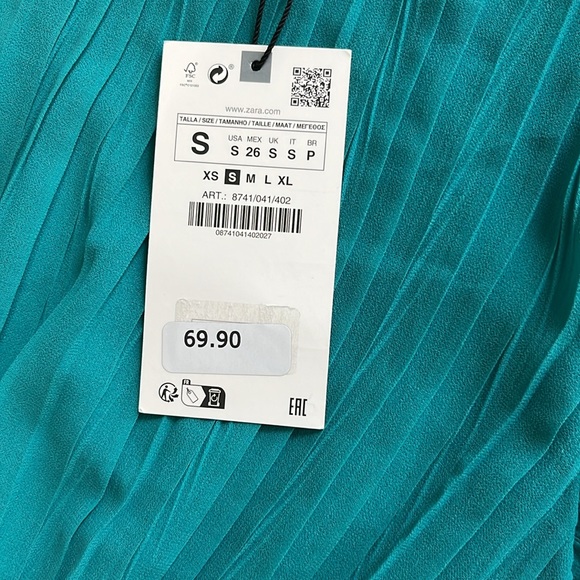 FSC
www.zara.com
TALLA / SIZE / TAMANHO / TAILLE / MAAT / ΜΕΓΕΘΟΣ
S
USA MEX UK IT BR
S 26 S S P
XS S M L XL
ART.: 8741/041/402
08741041402027
69.90
EAC